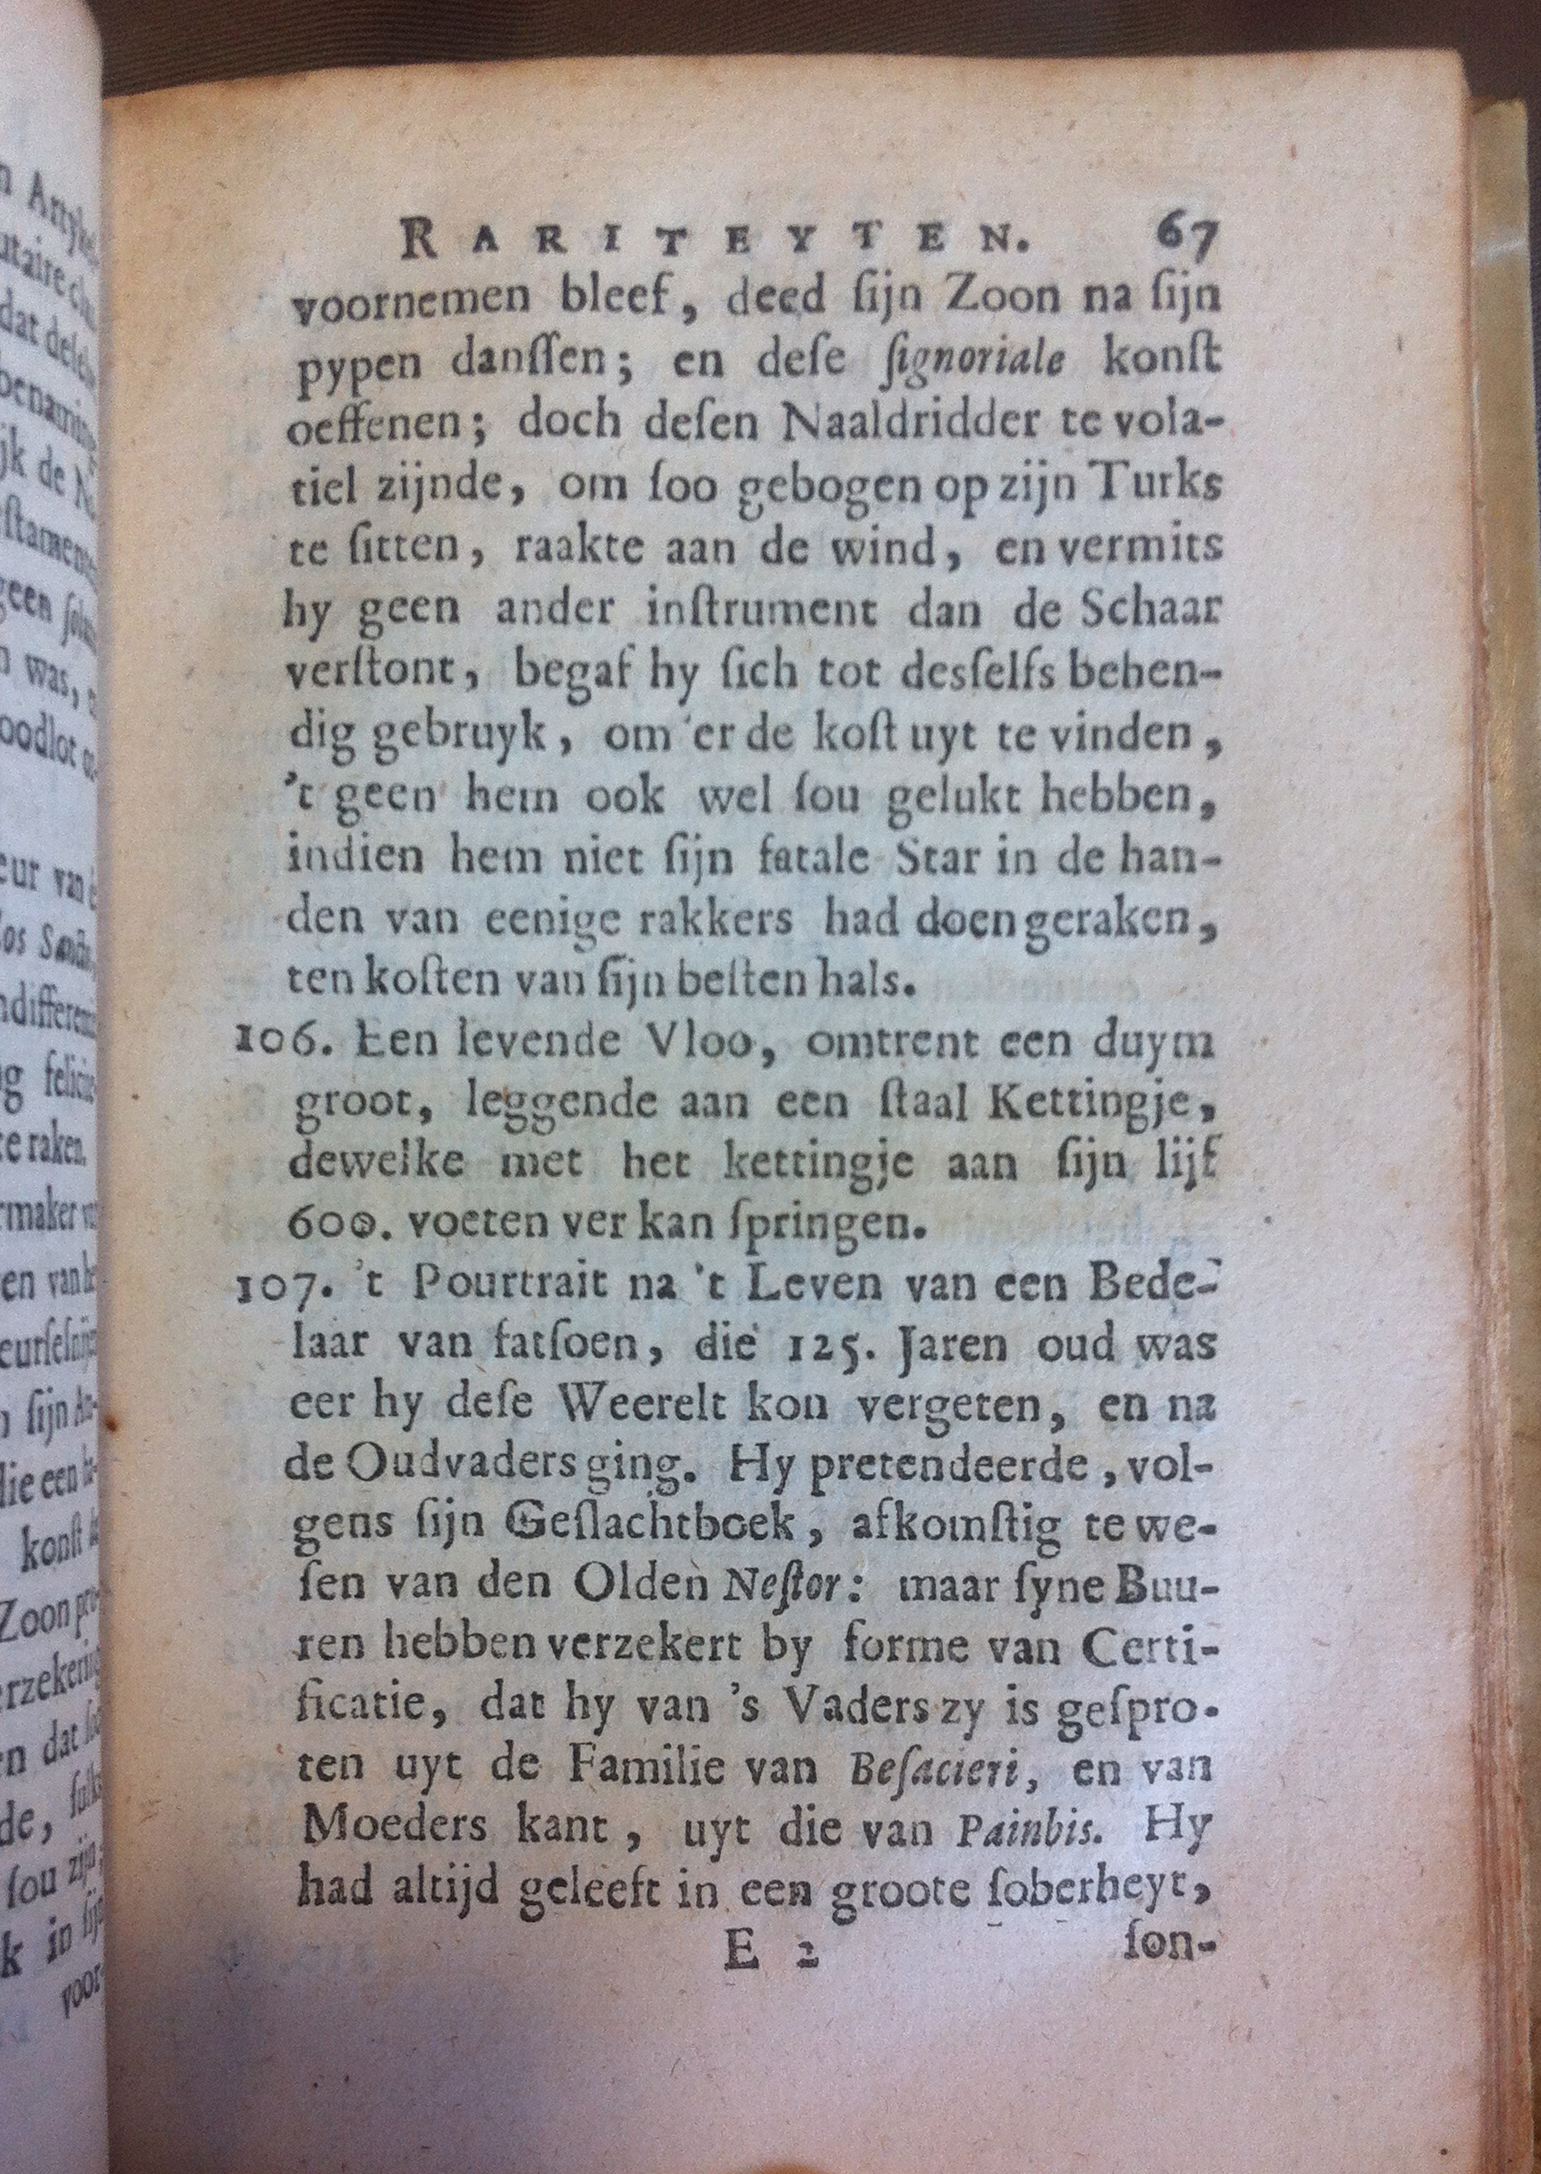 RARITEYTEN. 67
voornemen bleef, deed ſijn Zoon na ſijn
pypen danſſen; en deſe ſignoriale konſt
oeffenen; doch deſen Naaldridder te vola-
tiel zijnde, om ſoo gebogen op zijn Turks
te ſitten, raakte aan de wind, en vermits
hy geen ander inſtrument dan de Schaar
verſtont, begaf hy ſich tot desſelfs behen-
dig gebruyk, om 'er de koſt uyt te vinden,
't geen hem ook wel ſou gelukt hebben,
indien hem niet ſijn fatale Star in de han-
den van eenige rakkers had doen geraken,
ten koſten van ſijn beſten hals.
106. Een levende Vloo, omtrent een duym
groot, leggende aan een ſtaal Kettingje,
dewelke met het kettingje aan ſijn lijf
600. voeten ver kan ſpringen.
107. 't Pourtrait na 't Leven van een Bede-
laar van fatſoen, die 125. Jaren oud was
eer hy deſe Weerelt kon vergeten, en na
de Oudvaders ging. Hy pretendeerde, vol-
gens ſijn Geſlachtboek, afkomſtig te we-
ſen van den Olden Neſtor: maar ſyne Buu-
ren hebben verzekert by forme van Certi-
ficatie, dat hy van 's Vaders zy is geſpro-
ten uyt de Familie van Beſacieri, en van
Moeders kant, uyt die van Painbis. Hy
had altijd geleeft in een groote ſoberheyt,
E 2 ſon-